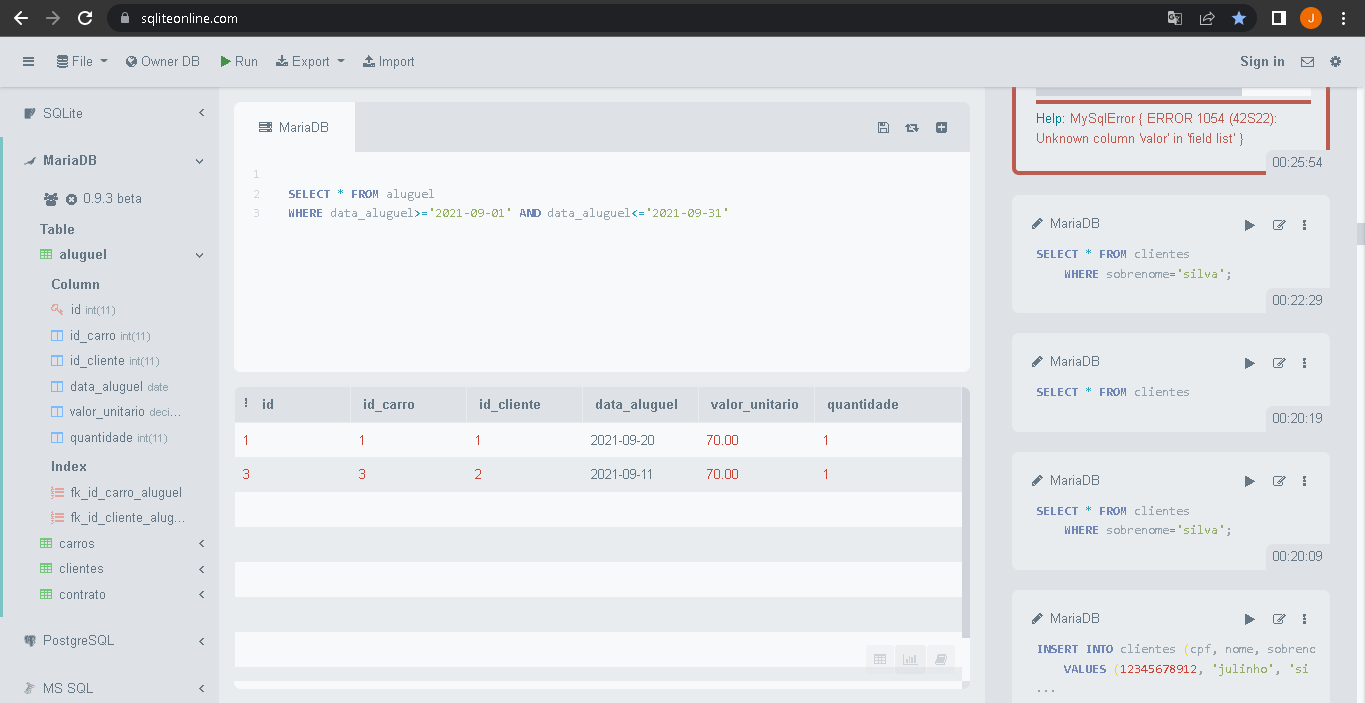 sqliteonline.com
J
File
Owner DB
Run
Export
Import
Sign in
SQLite
MariaDB
0.9.3 beta
Table
aluguel
Column
id int(11)
id_carro int(11)
id_cliente int(11)
data_aluguel date
valor_unitario deci...
quantidade int(11)
Index
fk_id_carro_aluguel
fk_id_cliente_alug...
carros
clientes
contrato
PostgreSQL
MS SQL
MariaDB
1
2 SELECT * FROM aluguel
3 WHERE data_aluguel>="2021-09-01" AND data_aluguel<="2021-09-31"
id id_carro id_cliente data_aluguel valor_unitario quantidade
1 1 1 2021-09-20 70.00 1
3 3 2 2021-09-11 70.00 1
Help: MySqlError { ERROR 1054 (42S22):
Unknown column 'valor' in 'field list' }
00:25:54
MariaDB
SELECT * FROM clientes
WHERE sobrenome='silva';
00:22:29
MariaDB
SELECT * FROM clientes
00:20:19
MariaDB
SELECT * FROM clientes
WHERE sobrenome='silva';
00:20:09
MariaDB
INSERT INTO clientes (cpf, nome, sobreno
VALUES (12345678912, 'julinho', 'si
...